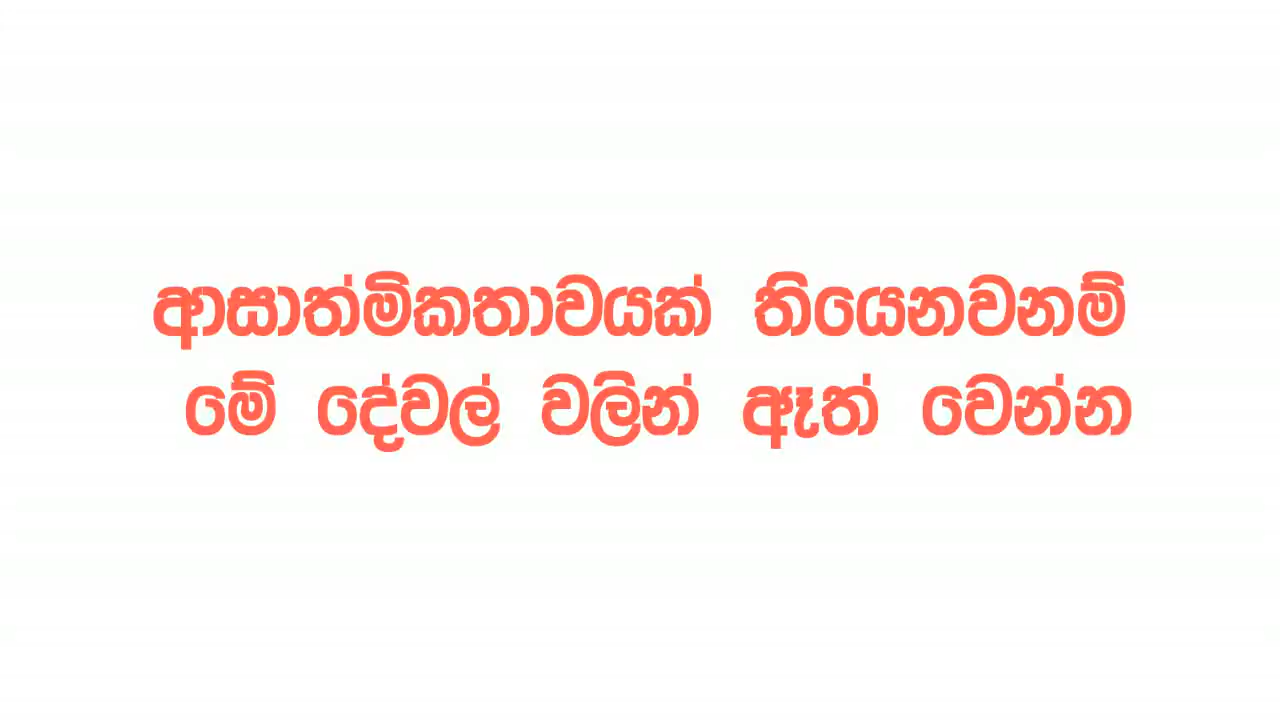 ආසාත්මිකතාවයක් තියෙනවනම්
මේ දේවල් වලින් ඈත් වෙන්න